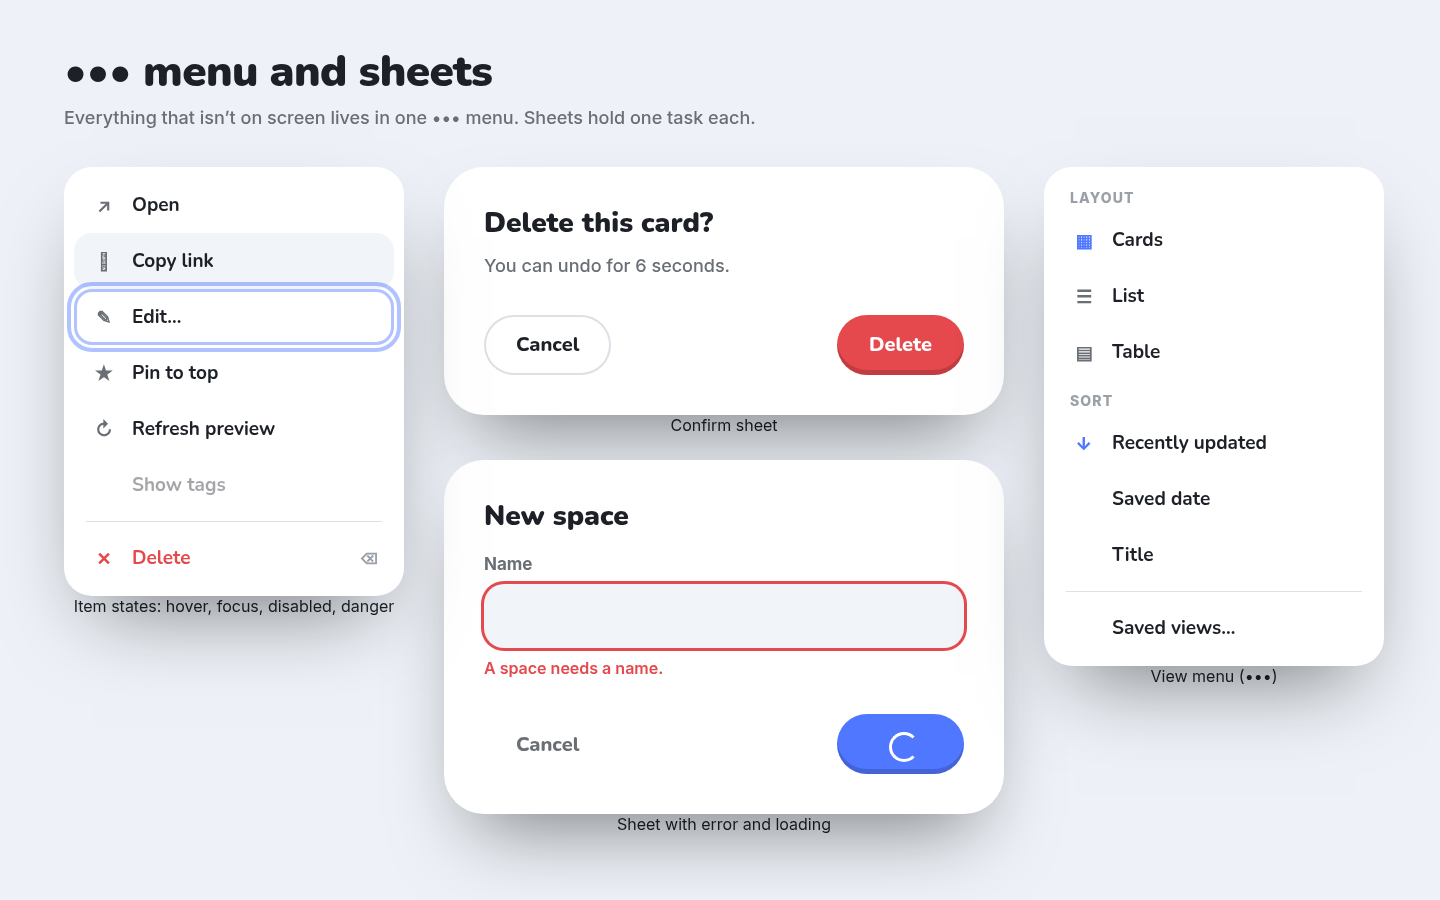 ••• menu and sheets
Everything that isn’t on screen lives in one ••• menu. Sheets hold one task each.
Open
Copy link
Edit…
Pin to top
Refresh preview
Show tags
Delete
Item states: hover, focus, disabled, danger
Delete this card?
You can undo for 6 seconds.
Cancel
Delete
Confirm sheet
New space
Name
A space needs a name.
Cancel
Sheet with error and loading
LAYOUT
Cards
List
Table
SORT
Recently updated
Saved date
Title
Saved views…
View menu (•••)